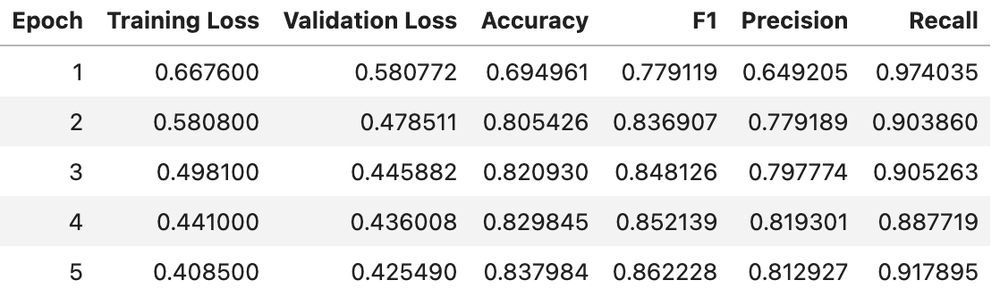 Epoch Training Loss Validation Loss Accuracy F1 Precision Recall
1 0.667600 0.580772 0.694961 0.779119 0.649205 0.974035
2 0.580800 0.478511 0.805426 0.836907 0.779189 0.903860
3 0.498100 0.445882 0.820930 0.848126 0.797774 0.905263
4 0.441000 0.436008 0.829845 0.852139 0.819301 0.887719
5 0.408500 0.425490 0.837984 0.862228 0.812927 0.917895